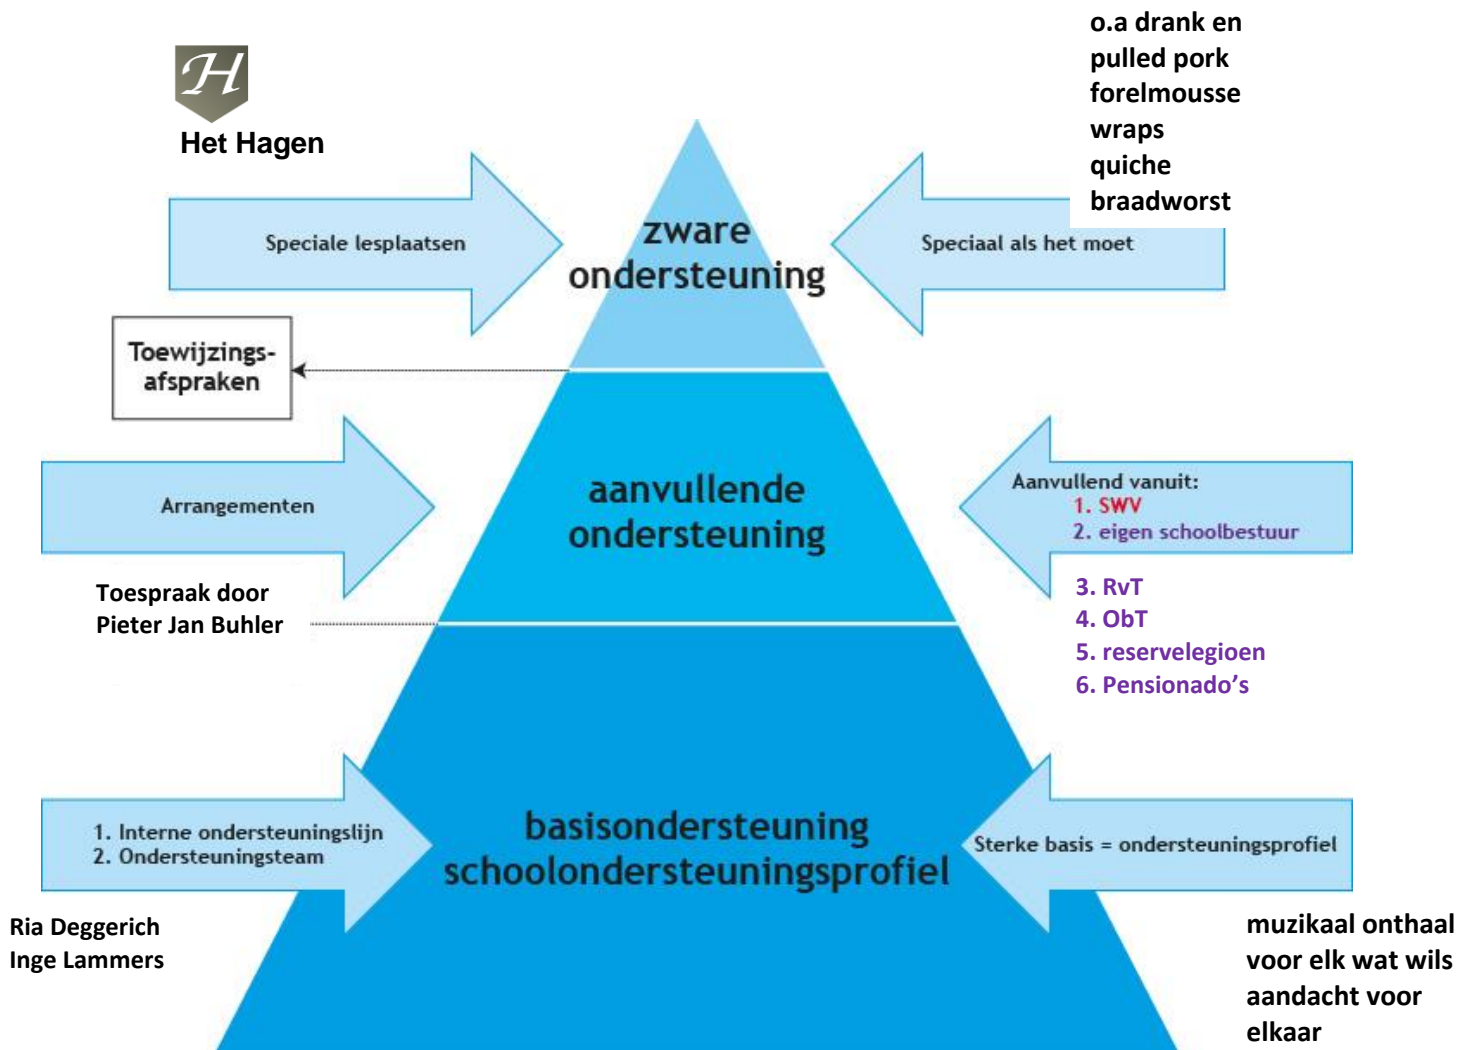 o.a drank en
pulled pork
forelmousse
wraps
quiche
braadworst
H
Het Hagen
Speciale lesplaatsen
zware
ondersteuning
Speciaal als het moet
Toewijzings-
afspraken
Arrangementen
aanvullende
ondersteuning
Aanvullend vanuit:
1. SWV
2. eigen schoolbestuur
3. RvT
4. ObT
5. reservelegioen
6. Pensionado’s
Toespraak door
Pieter Jan Buhler
1. Interne ondersteuningslijn
2. Ondersteuningsteam
basisondersteuning
schoolondersteuningsprofiel
Sterke basis = ondersteuningsprofiel
Ria Deggerich
Inge Lammers
muzikaal onthaal
voor elk wat wils
aandacht voor
elkaar